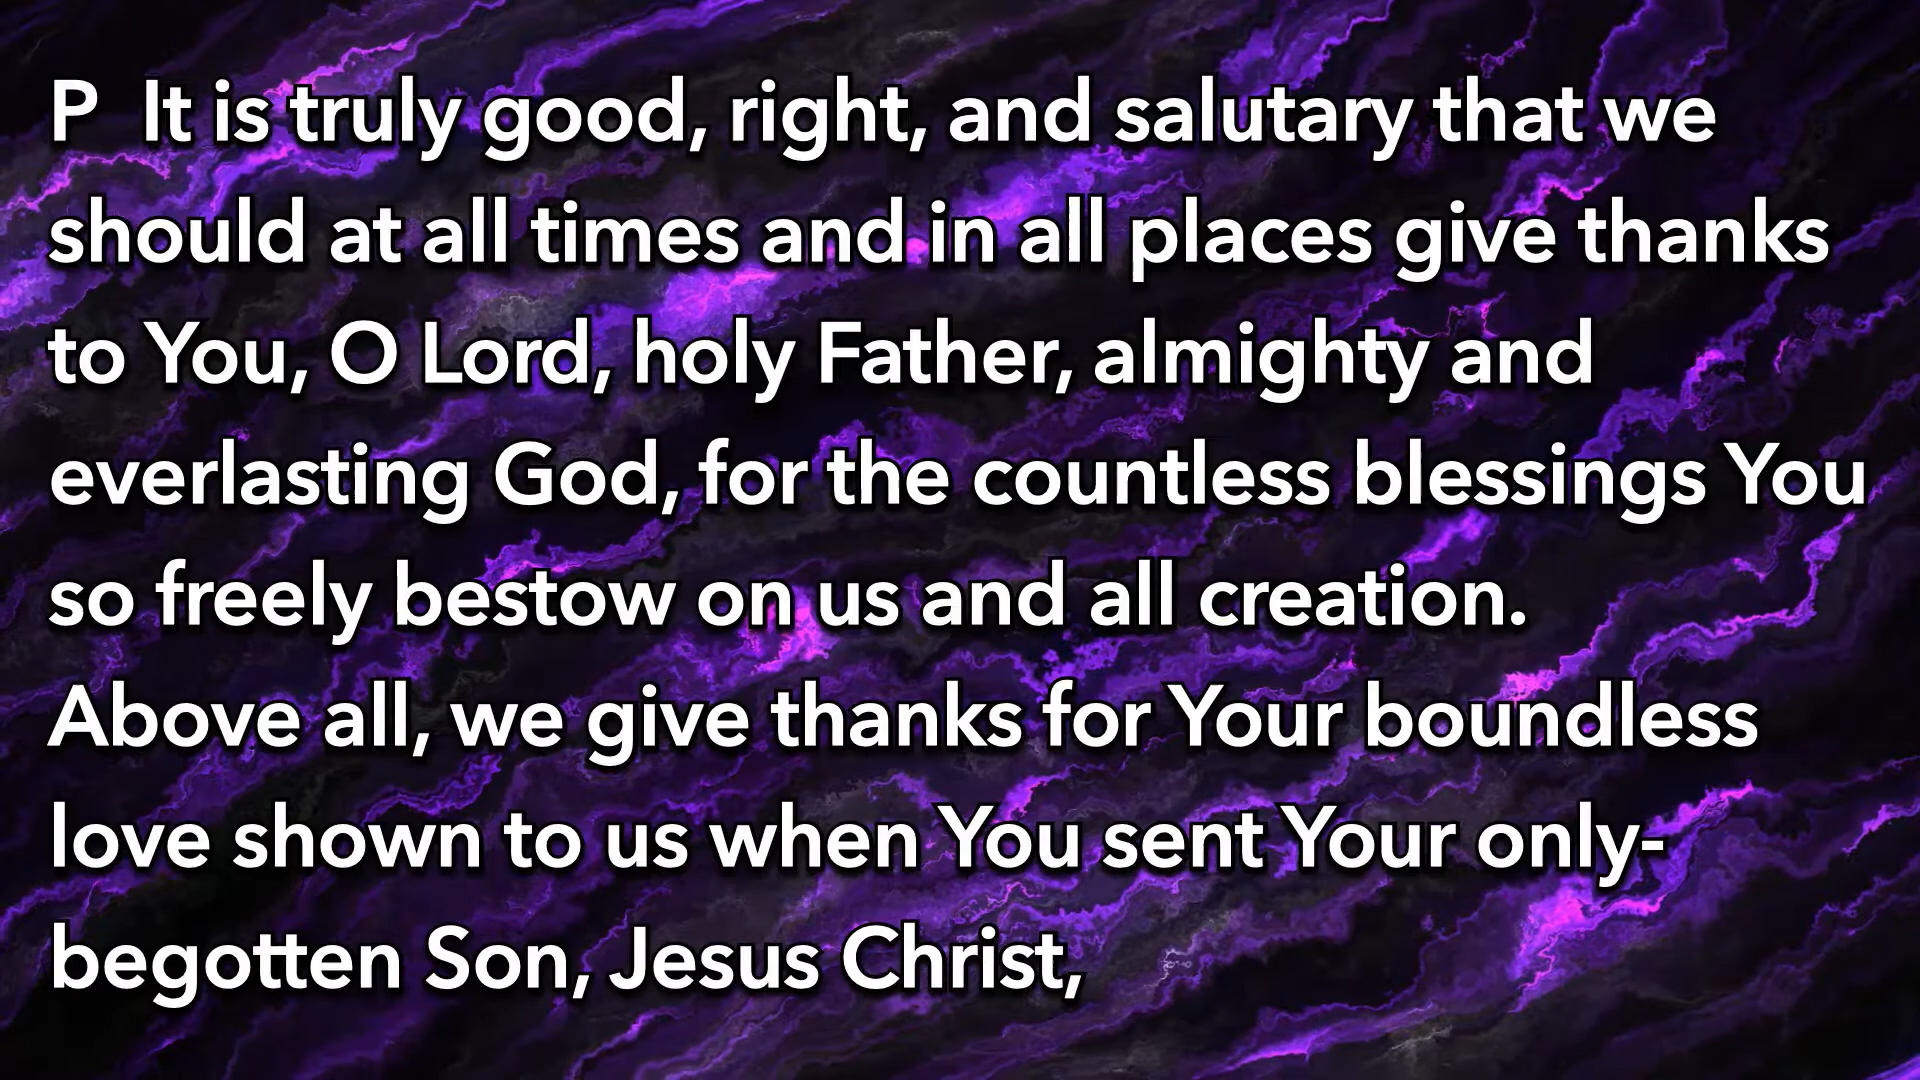 P It is truly good, right, and salutary that we
should at all times and in all places give thanks
to You, O Lord, holy Father, almighty and
everlasting God, for the countless blessings You
so freely bestow on us and all creation.
Above all, we give thanks for Your boundless
love shown to us when You sent Your only-
begotten Son, Jesus Christ,